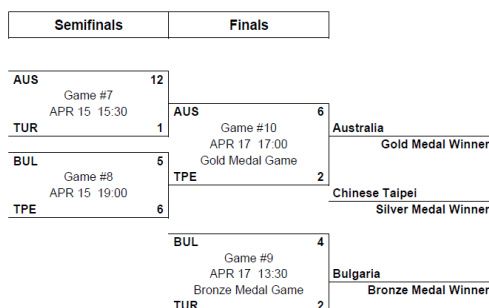 Semifinals Finals
AUS 12
Game #7
APR 15 15:30
TUR 1
BUL 5
Game #8
APR 15 19:00
TPE 6
AUS 6
Game #10
APR 17 17:00
Gold Medal Game
TPE 2
Australia
Gold Medal Winner
Chinese Taipei
Silver Medal Winner
BUL 4
Game #9
APR 17 13:30
Bronze Medal Game
TUR 2
Bulgaria
Bronze Medal Winner